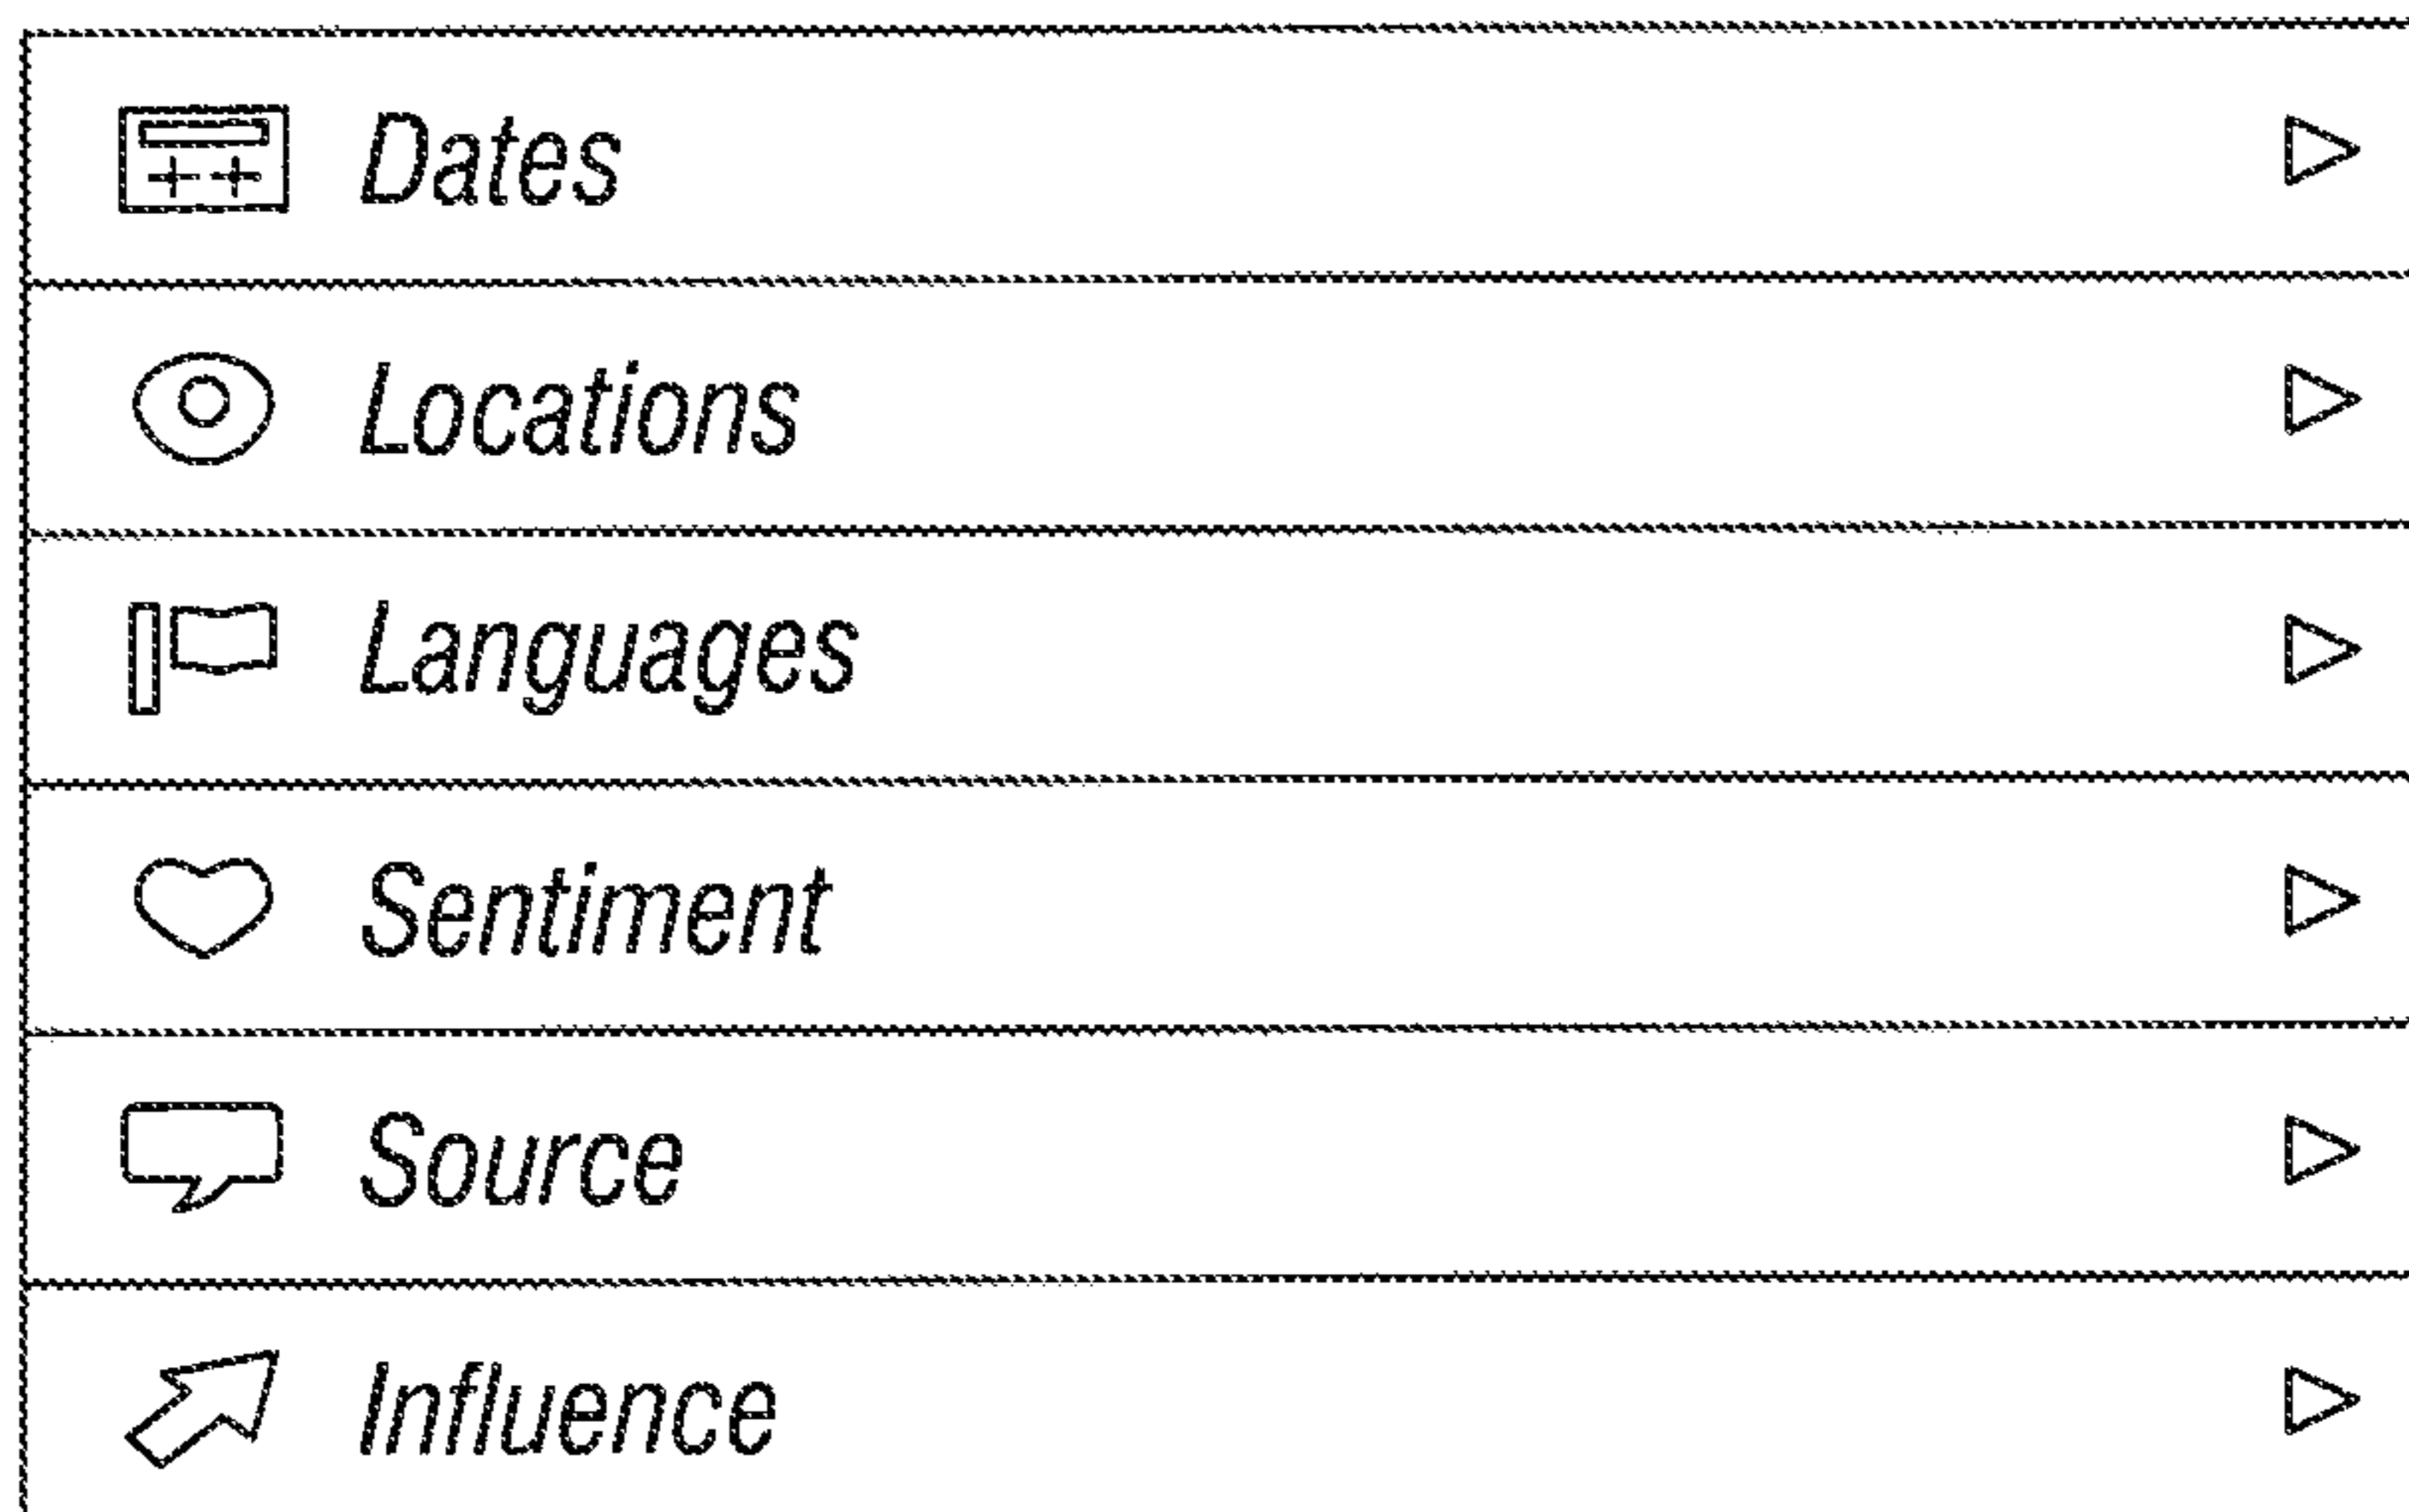 Dates
Locations
Languages
Sentiment
Source
Influence